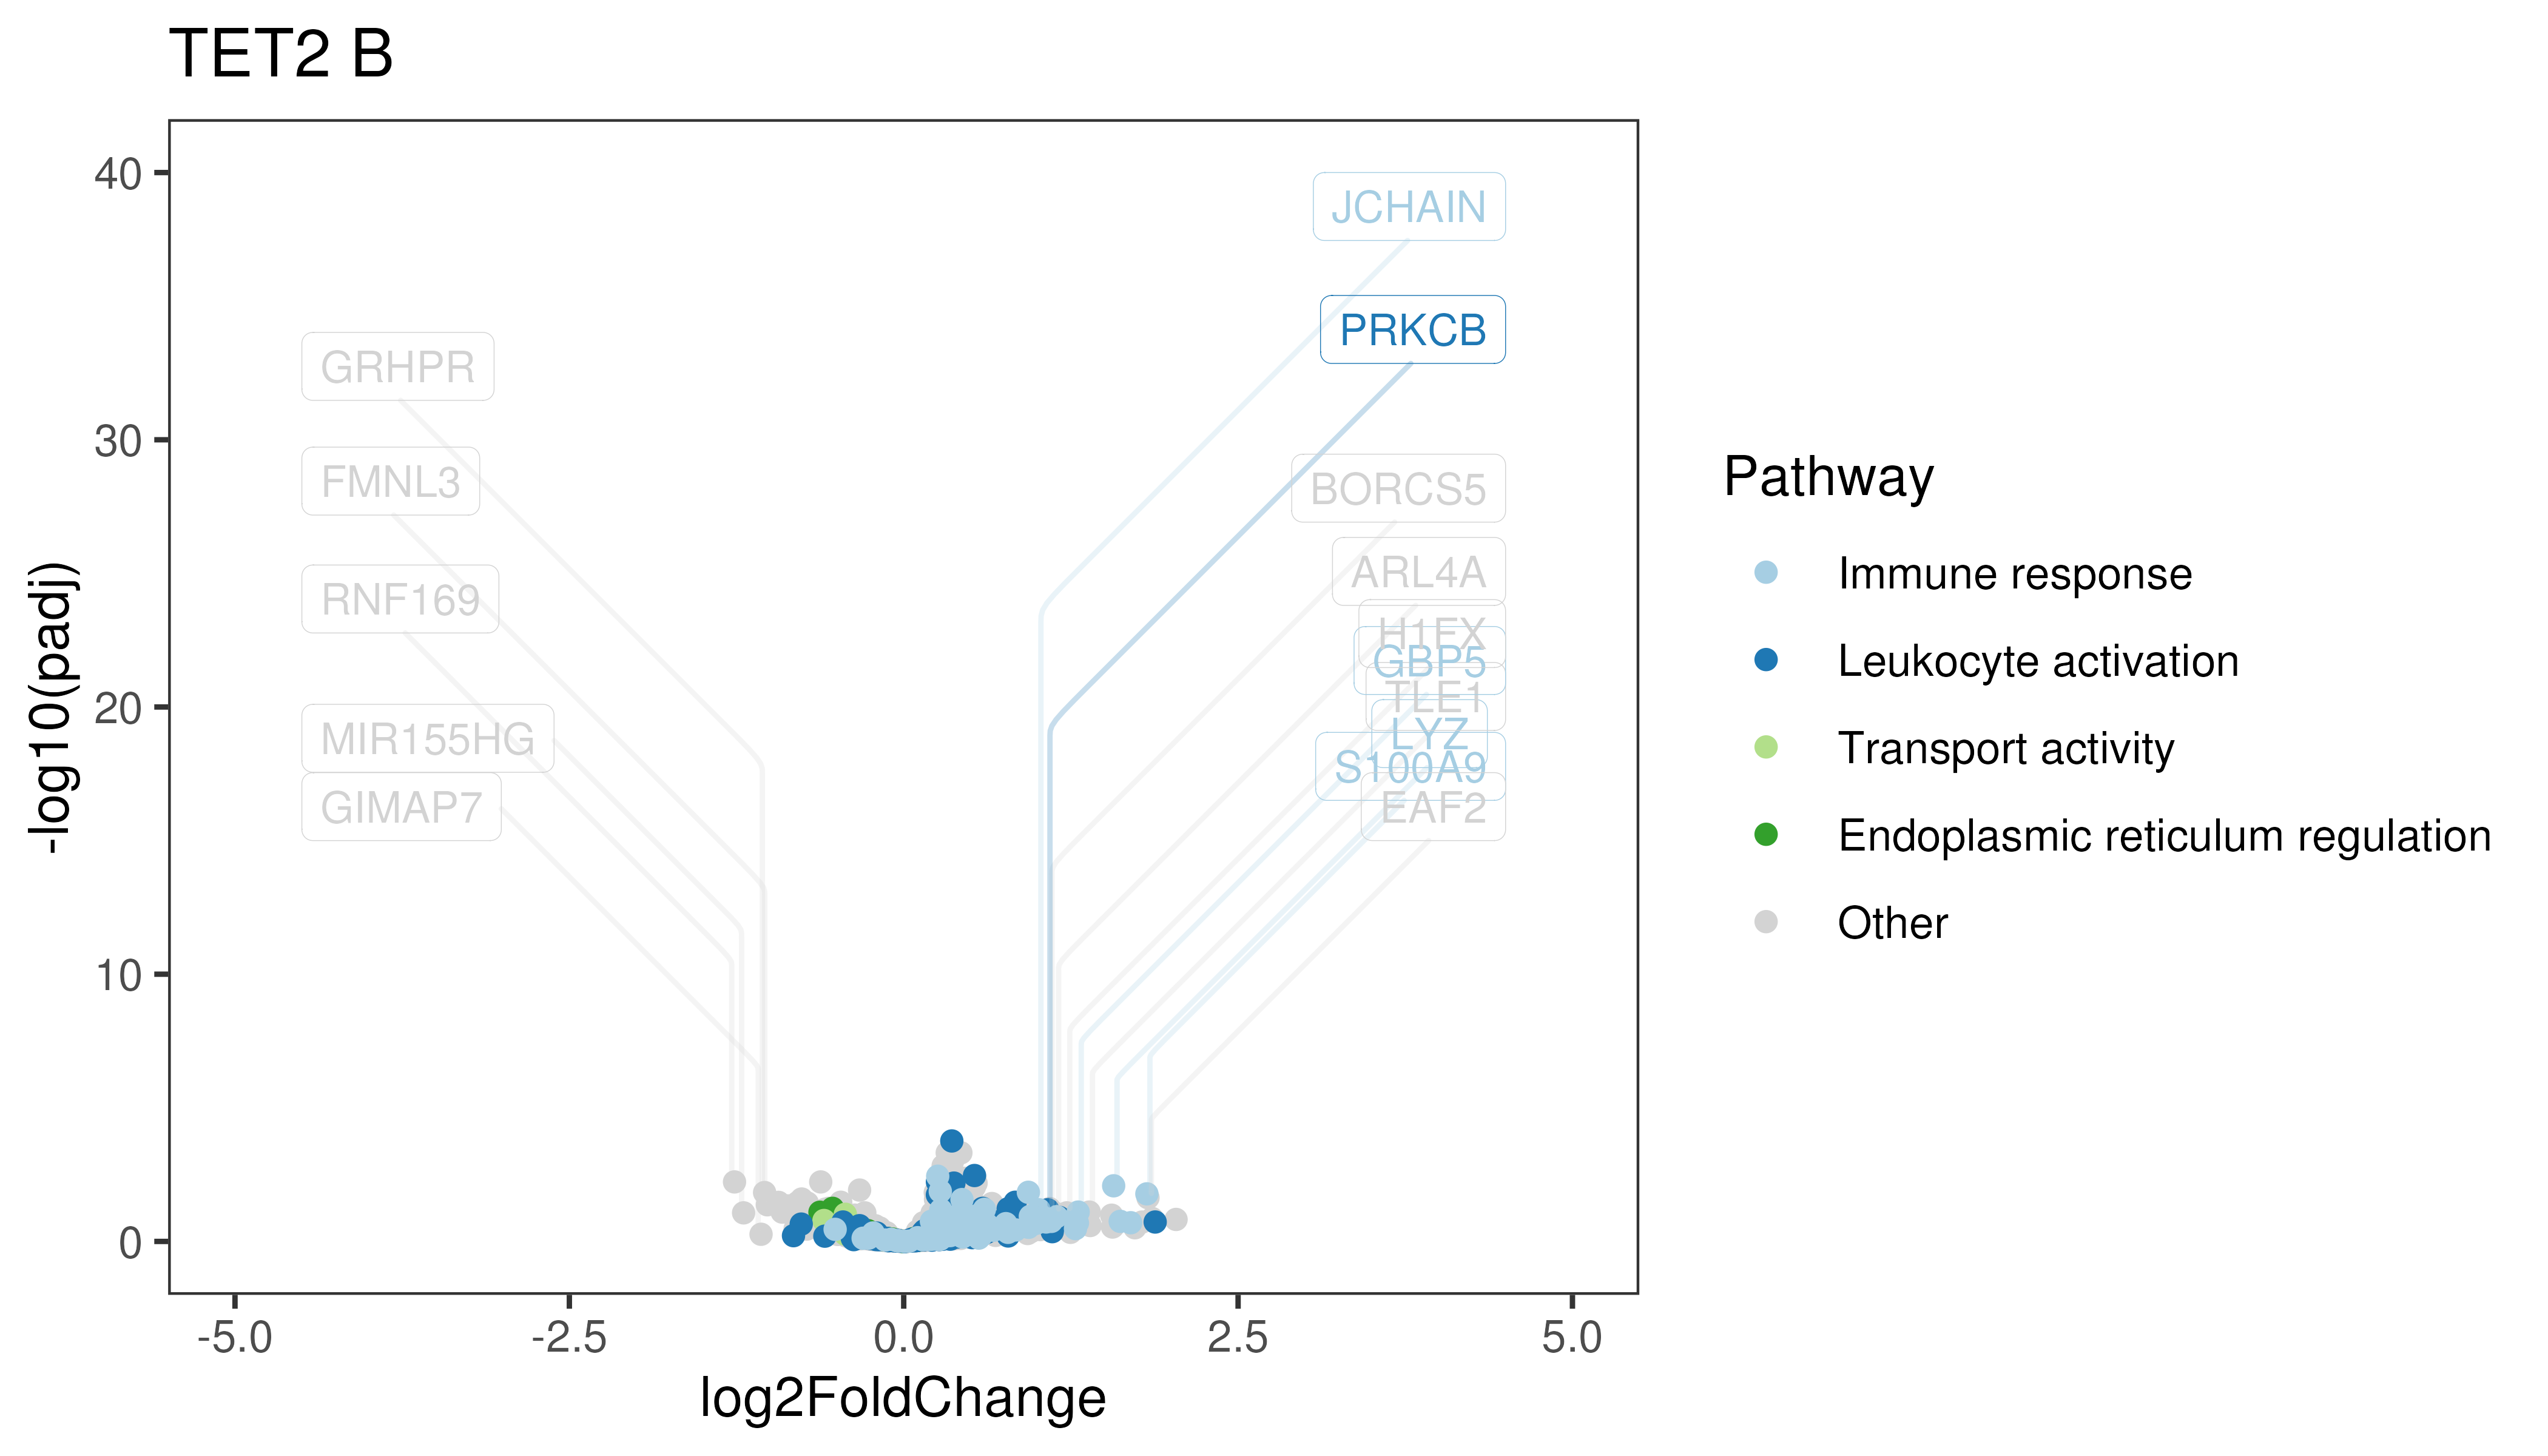 TET2 B
-log10(padj)
40
30
20
10
0
-5.0
-2.5
0.0
2.5
5.0
log2FoldChange
GRHPR
FMNL3
RNF169
MIR155HG
GIMAP7
JCHAIN
PRKCB
BORCS5
ARL4A
H1FX
GBP5
TLE1
LYZ
S100A9
EAF2
Pathway
Immune response
Leukocyte activation
Transport activity
Endoplasmic reticulum regulation
Other